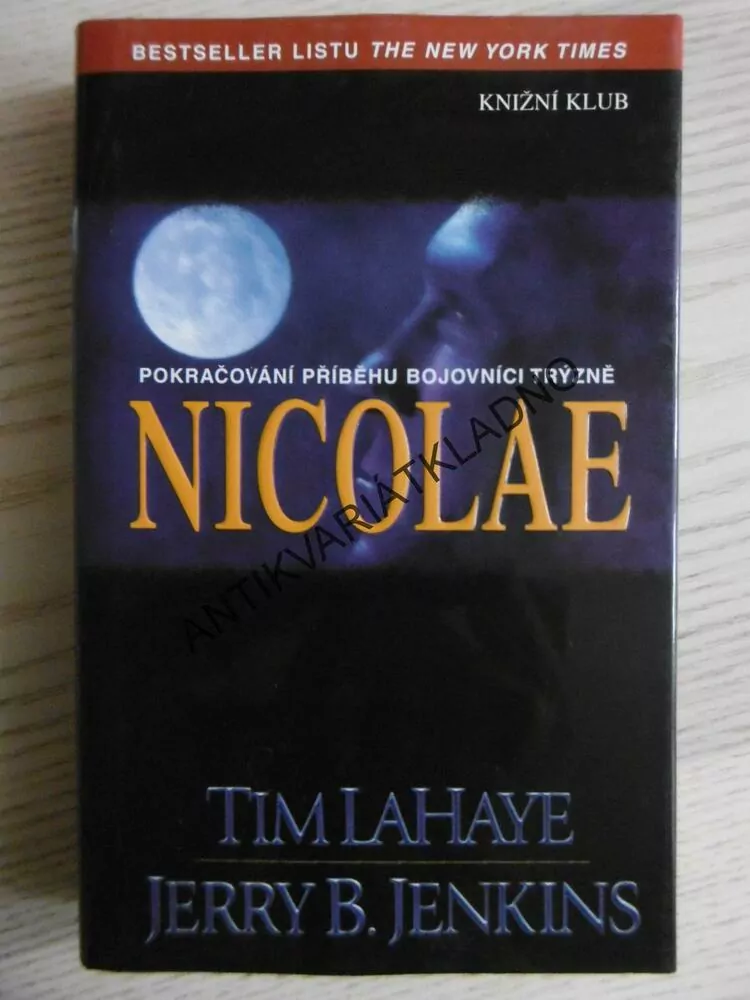 BESTSELLER LISTU THE NEW YORK TIMES
KNIŽNÍ KLUB
POKRAČOVÁNÍ PŘÍBĚHU BOJOVNÍCI TRÝZNĚ
NICOLAE
ANTIKVARIÁTKLADNO
TIM LAHAYE
JERRY B. JENKINS